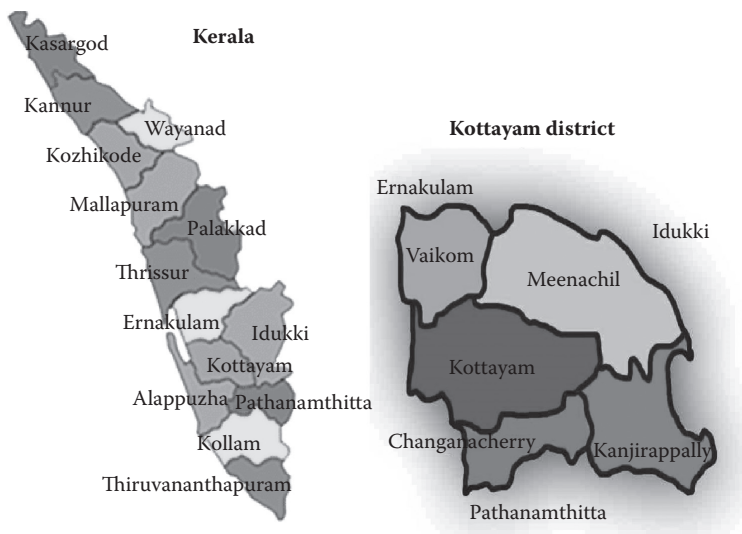 Kerala
Kasargod
Kannur
Wayanad
Kozhikode
Mallapuram
Palakkad
Thrissur
Ernakulam
Idukki
Kottayam
Alappuzha
Pathanamthitta
Kollam
Thiruvananthapuram
Kottayam district
Ernakulam
Idukki
Vaikom
Meenachil
Kottayam
Changanacherry
Kanjirappally
Pathanamthitta